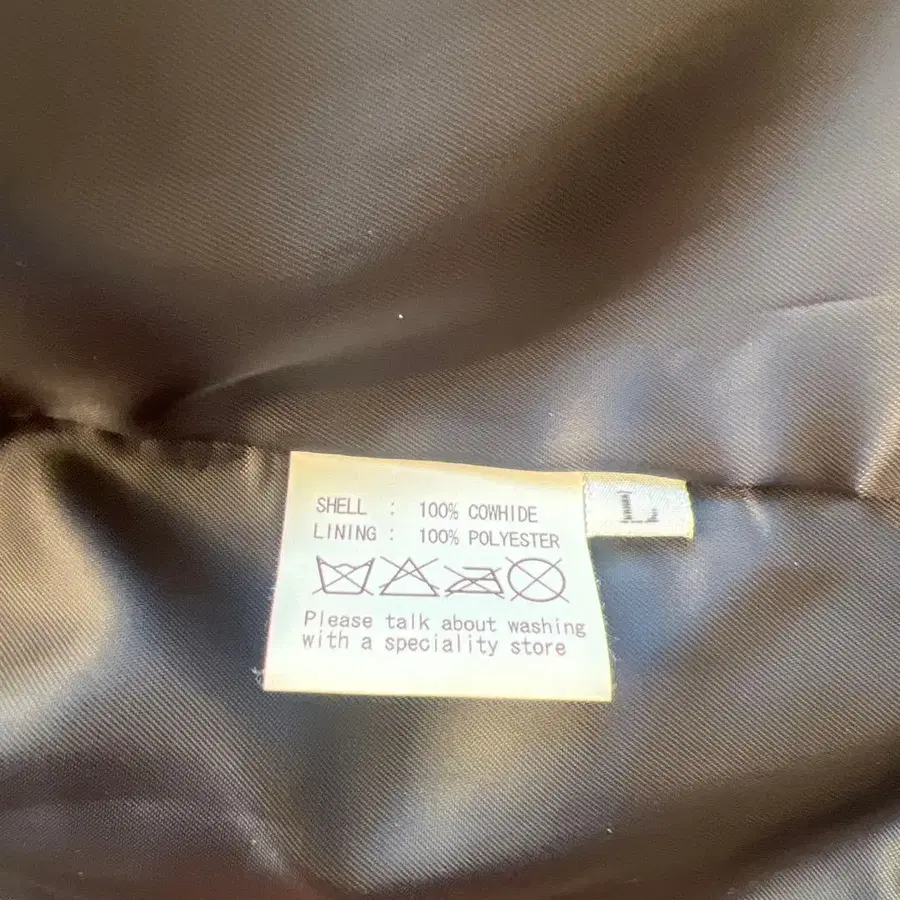 SHELL : 100% COWHIDE
LINING : 100% POLYESTER
L
Please talk about washing
with a speciality store